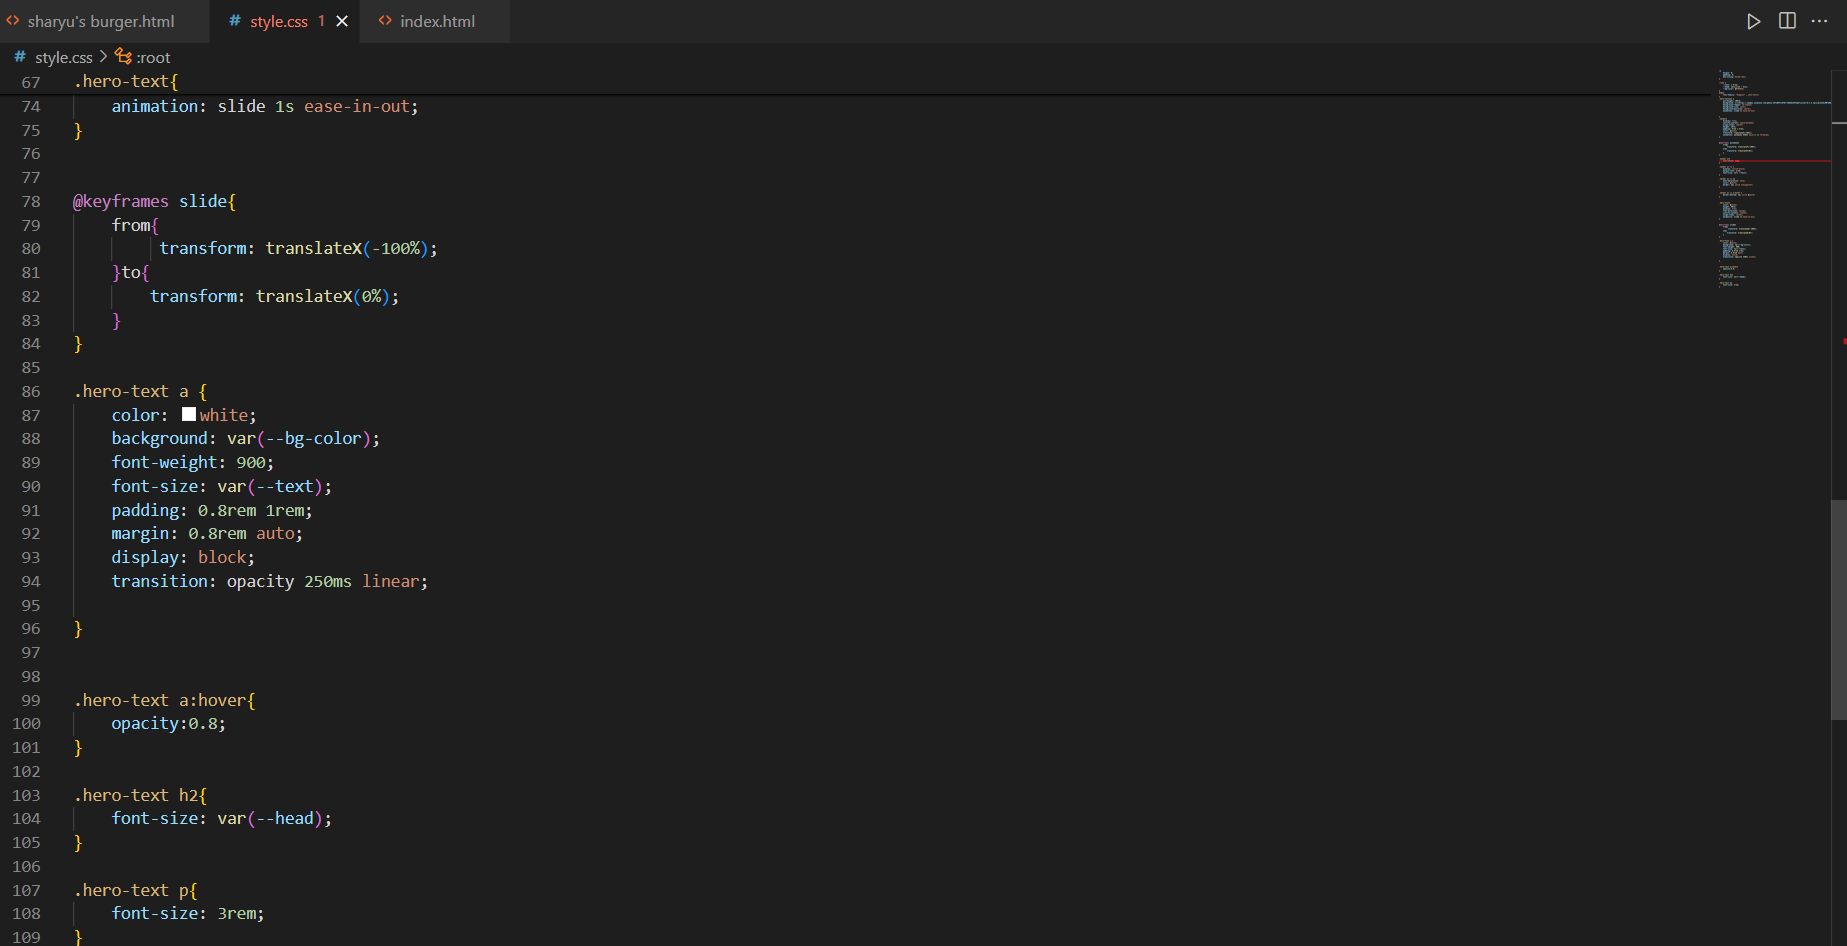 sharyu's burger.html
# style.css 1
index.html
# style.css > :root
67 .hero-text{
74 animation: slide 1s ease-in-out;
75 }
76
77
78 @keyframes slide{
79 from{
80 transform: translateX(-100%);
81 }to{
82 transform: translateX(0%);
83 }
84 }
85
86 .hero-text a {
87 color: white;
88 background: var(--bg-color);
89 font-weight: 900;
90 font-size: var(--text);
91 padding: 0.8rem 1rem;
92 margin: 0.8rem auto;
93 display: block;
94 transition: opacity 250ms linear;
95
96 }
97
98
99 .hero-text a:hover{
100 opacity:0.8;
101 }
102
103 .hero-text h2{
104 font-size: var(--head);
105 }
106
107 .hero-text p{
108 font-size: 3rem;
109 }